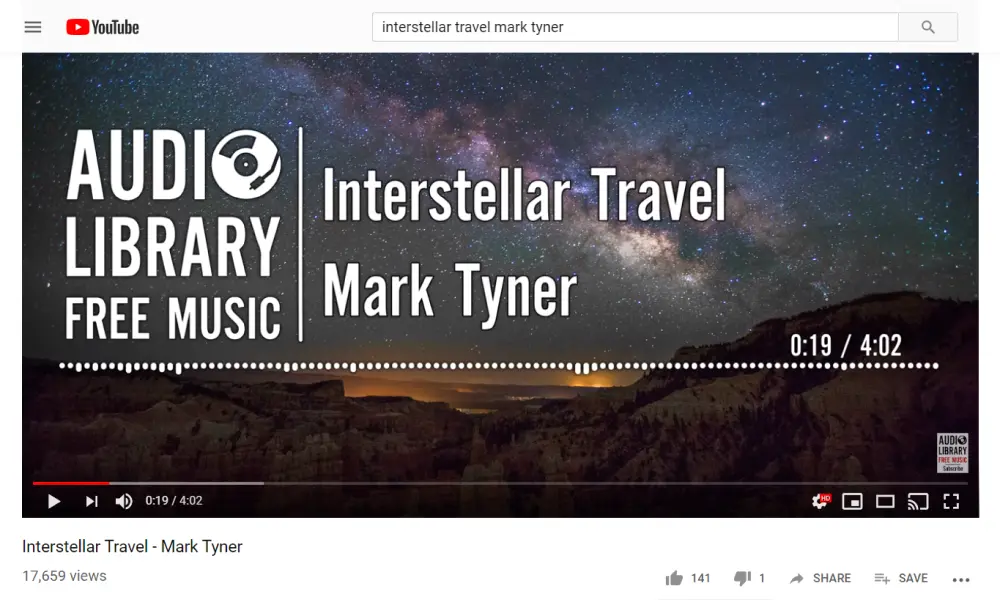 YouTube
interstellar travel mark tyner
AUDIO
LIBRARY
FREE MUSIC
Interstellar Travel
Mark Tyner
0:19 / 4:02
AUDIO
LIBRARY
FREE MUSIC
Subscribe
0:19 / 4:02
HD
Interstellar Travel - Mark Tyner
17,659 views
141
1
SHARE
SAVE